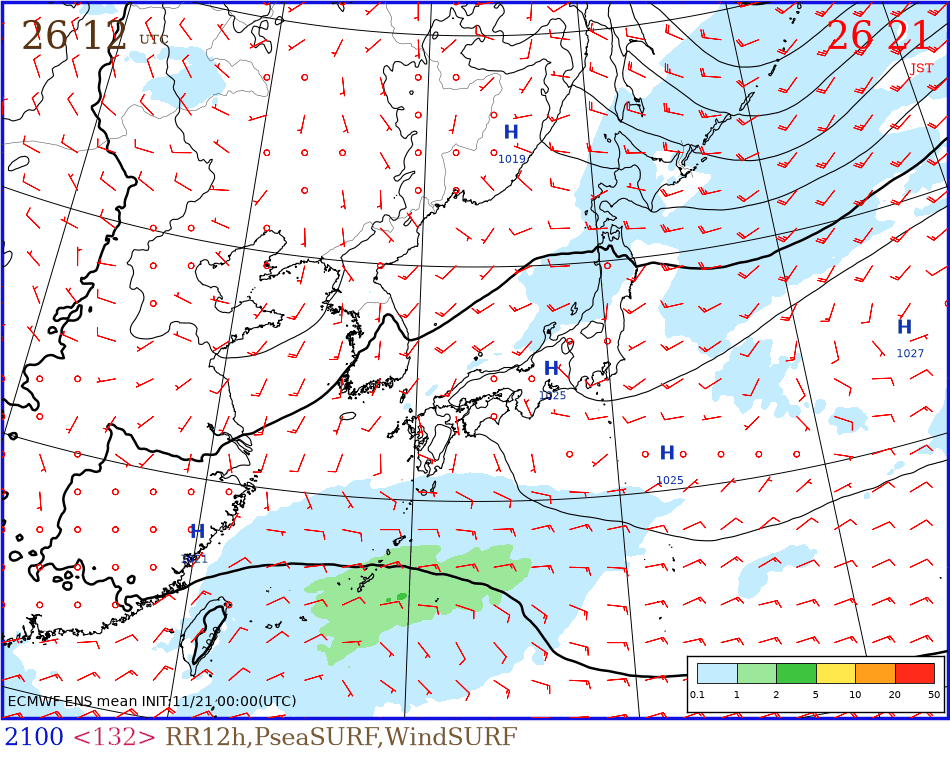 26 12 UTC
26 21
JST
H
1019
H
1027
H
1025
H
1025
H
1020
0.1 1 2 5 10 20 50
ECMWF ENS mean INIT:11/21 00:00(UTC)
2100 <132> RR12h,PseaSURF,WindSURF